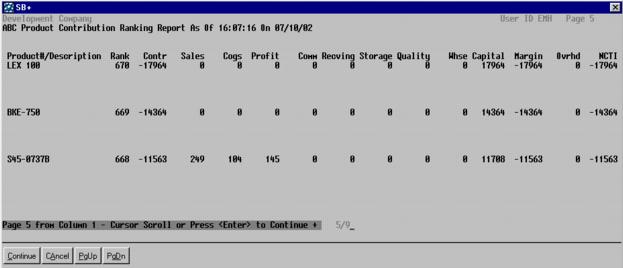 SB+
Development Company User ID EMH Page 5
ABC Product Contribution Ranking Report As Of 16:07:16 On 07/10/02
Product#/Description Rank Contr Sales Cogs Profit Comm Recving Storage Quality Whse Capital Margin Ovrhd NCTI
LEX 100 670 -17964 0 0 0 0 0 0 0 0 17964 -17964 0 -17964
BKE-750 669 -14364 0 0 0 0 0 0 0 0 14364 -14364 0 -14364
S45-0737B 668 -11563 249 104 145 0 0 0 0 0 11708 -11563 0 -11563
Page 5 from Column 1 - Cursor Scroll or Press <Enter> to Continue + 5/9_
Continue CAncel PgUp PgDn